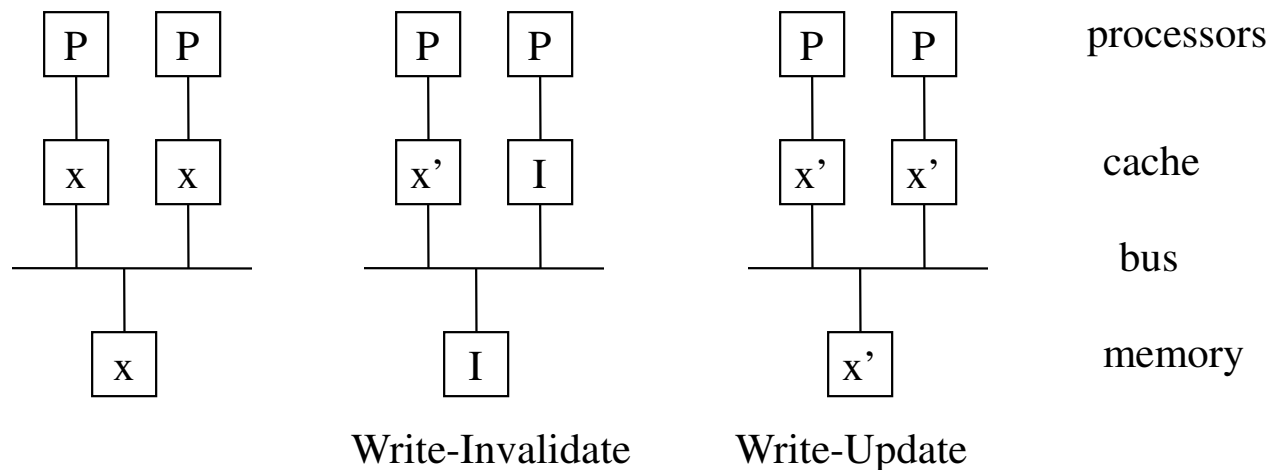 P P P P P P processors
x x x’ I x’ x’ cache
bus
x I x’ memory
Write-Invalidate Write-Update